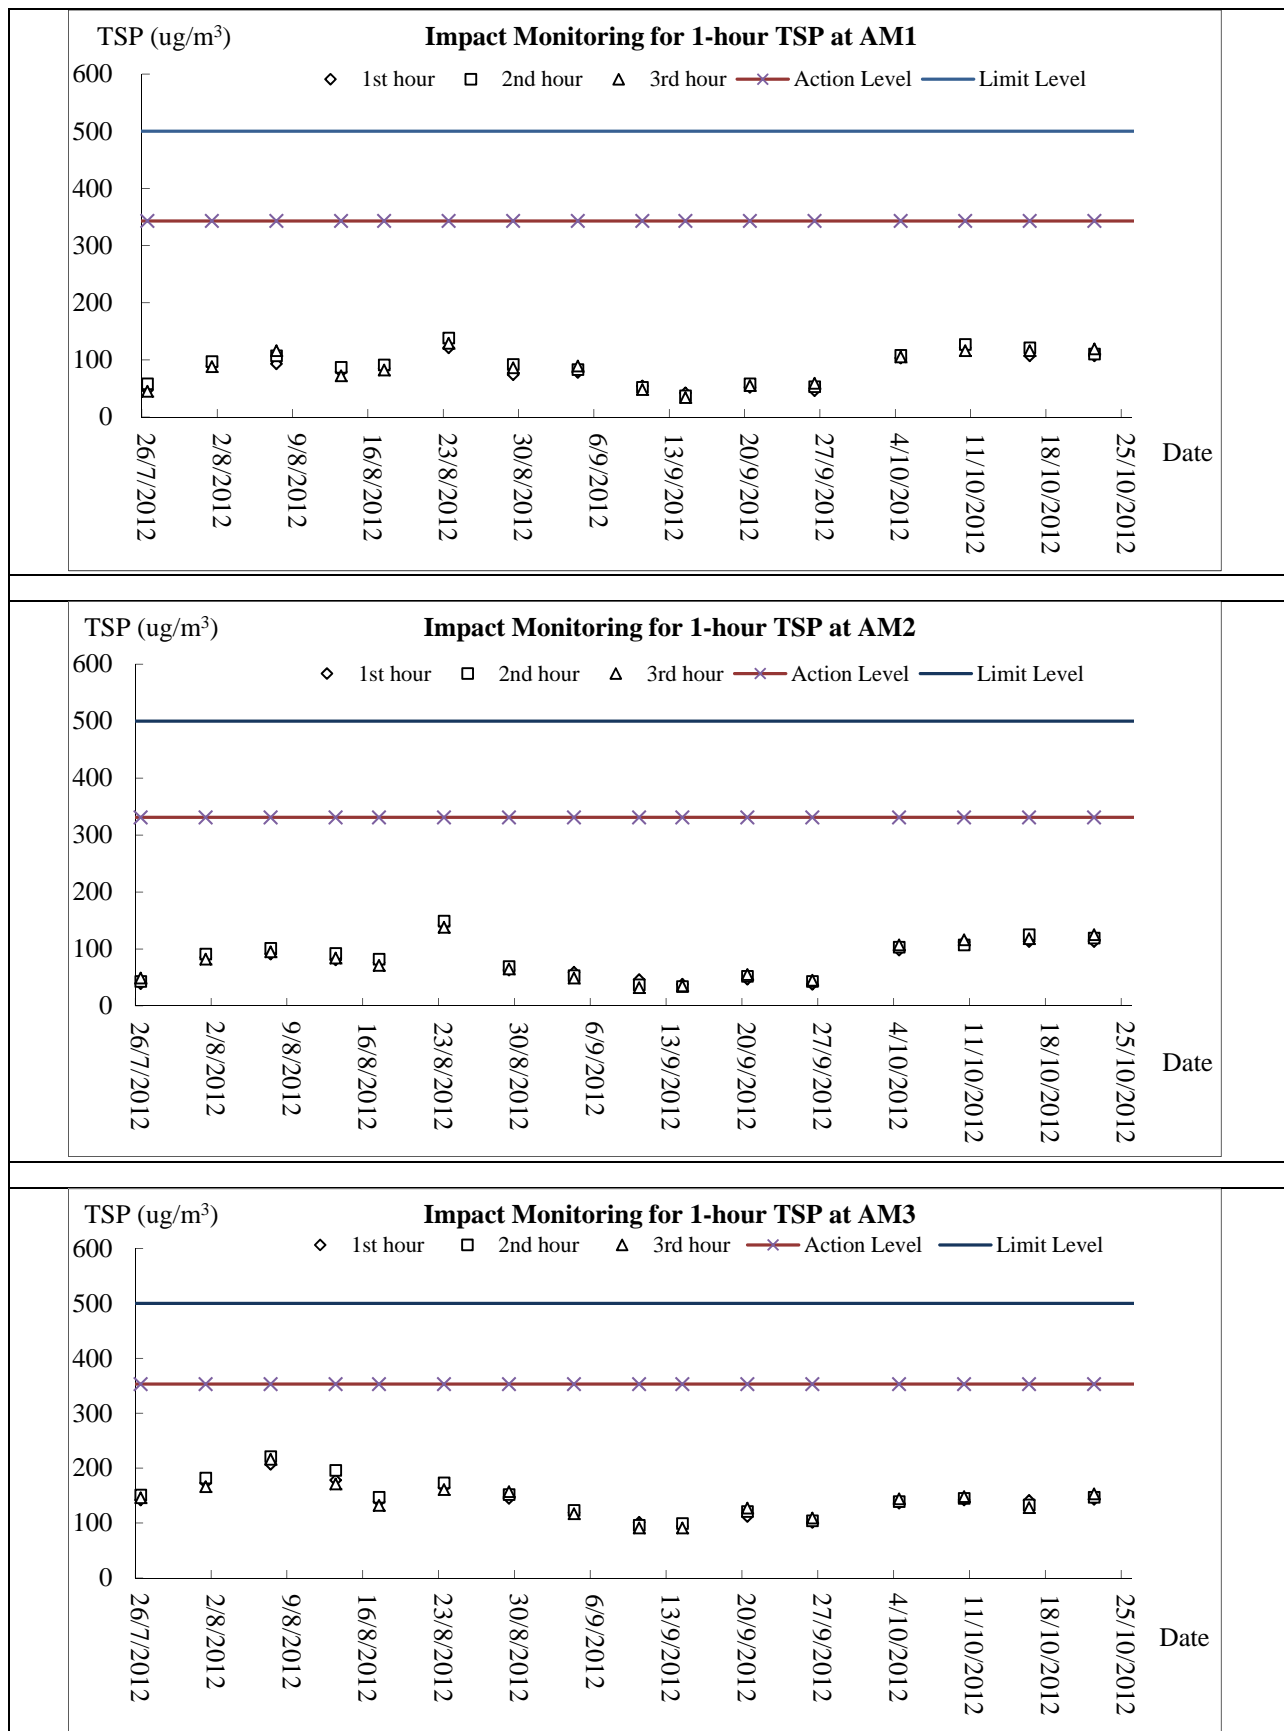 TSP (ug/m³) Impact Monitoring for 1-hour TSP at AM1
1st hour 2nd hour 3rd hour Action Level Limit Level
600
500
400
300
200
100
0
26/7/2012 2/8/2012 9/8/2012 16/8/2012 23/8/2012 30/8/2012 6/9/2012 13/9/2012 20/9/2012 27/9/2012 4/10/2012 11/10/2012 18/10/2012 25/10/2012 Date
TSP (ug/m³) Impact Monitoring for 1-hour TSP at AM2
1st hour 2nd hour 3rd hour Action Level Limit Level
600
500
400
300
200
100
0
26/7/2012 2/8/2012 9/8/2012 16/8/2012 23/8/2012 30/8/2012 6/9/2012 13/9/2012 20/9/2012 27/9/2012 4/10/2012 11/10/2012 18/10/2012 25/10/2012 Date
TSP (ug/m³) Impact Monitoring for 1-hour TSP at AM3
1st hour 2nd hour 3rd hour Action Level Limit Level
600
500
400
300
200
100
0
26/7/2012 2/8/2012 9/8/2012 16/8/2012 23/8/2012 30/8/2012 6/9/2012 13/9/2012 20/9/2012 27/9/2012 4/10/2012 11/10/2012 18/10/2012 25/10/2012 Date